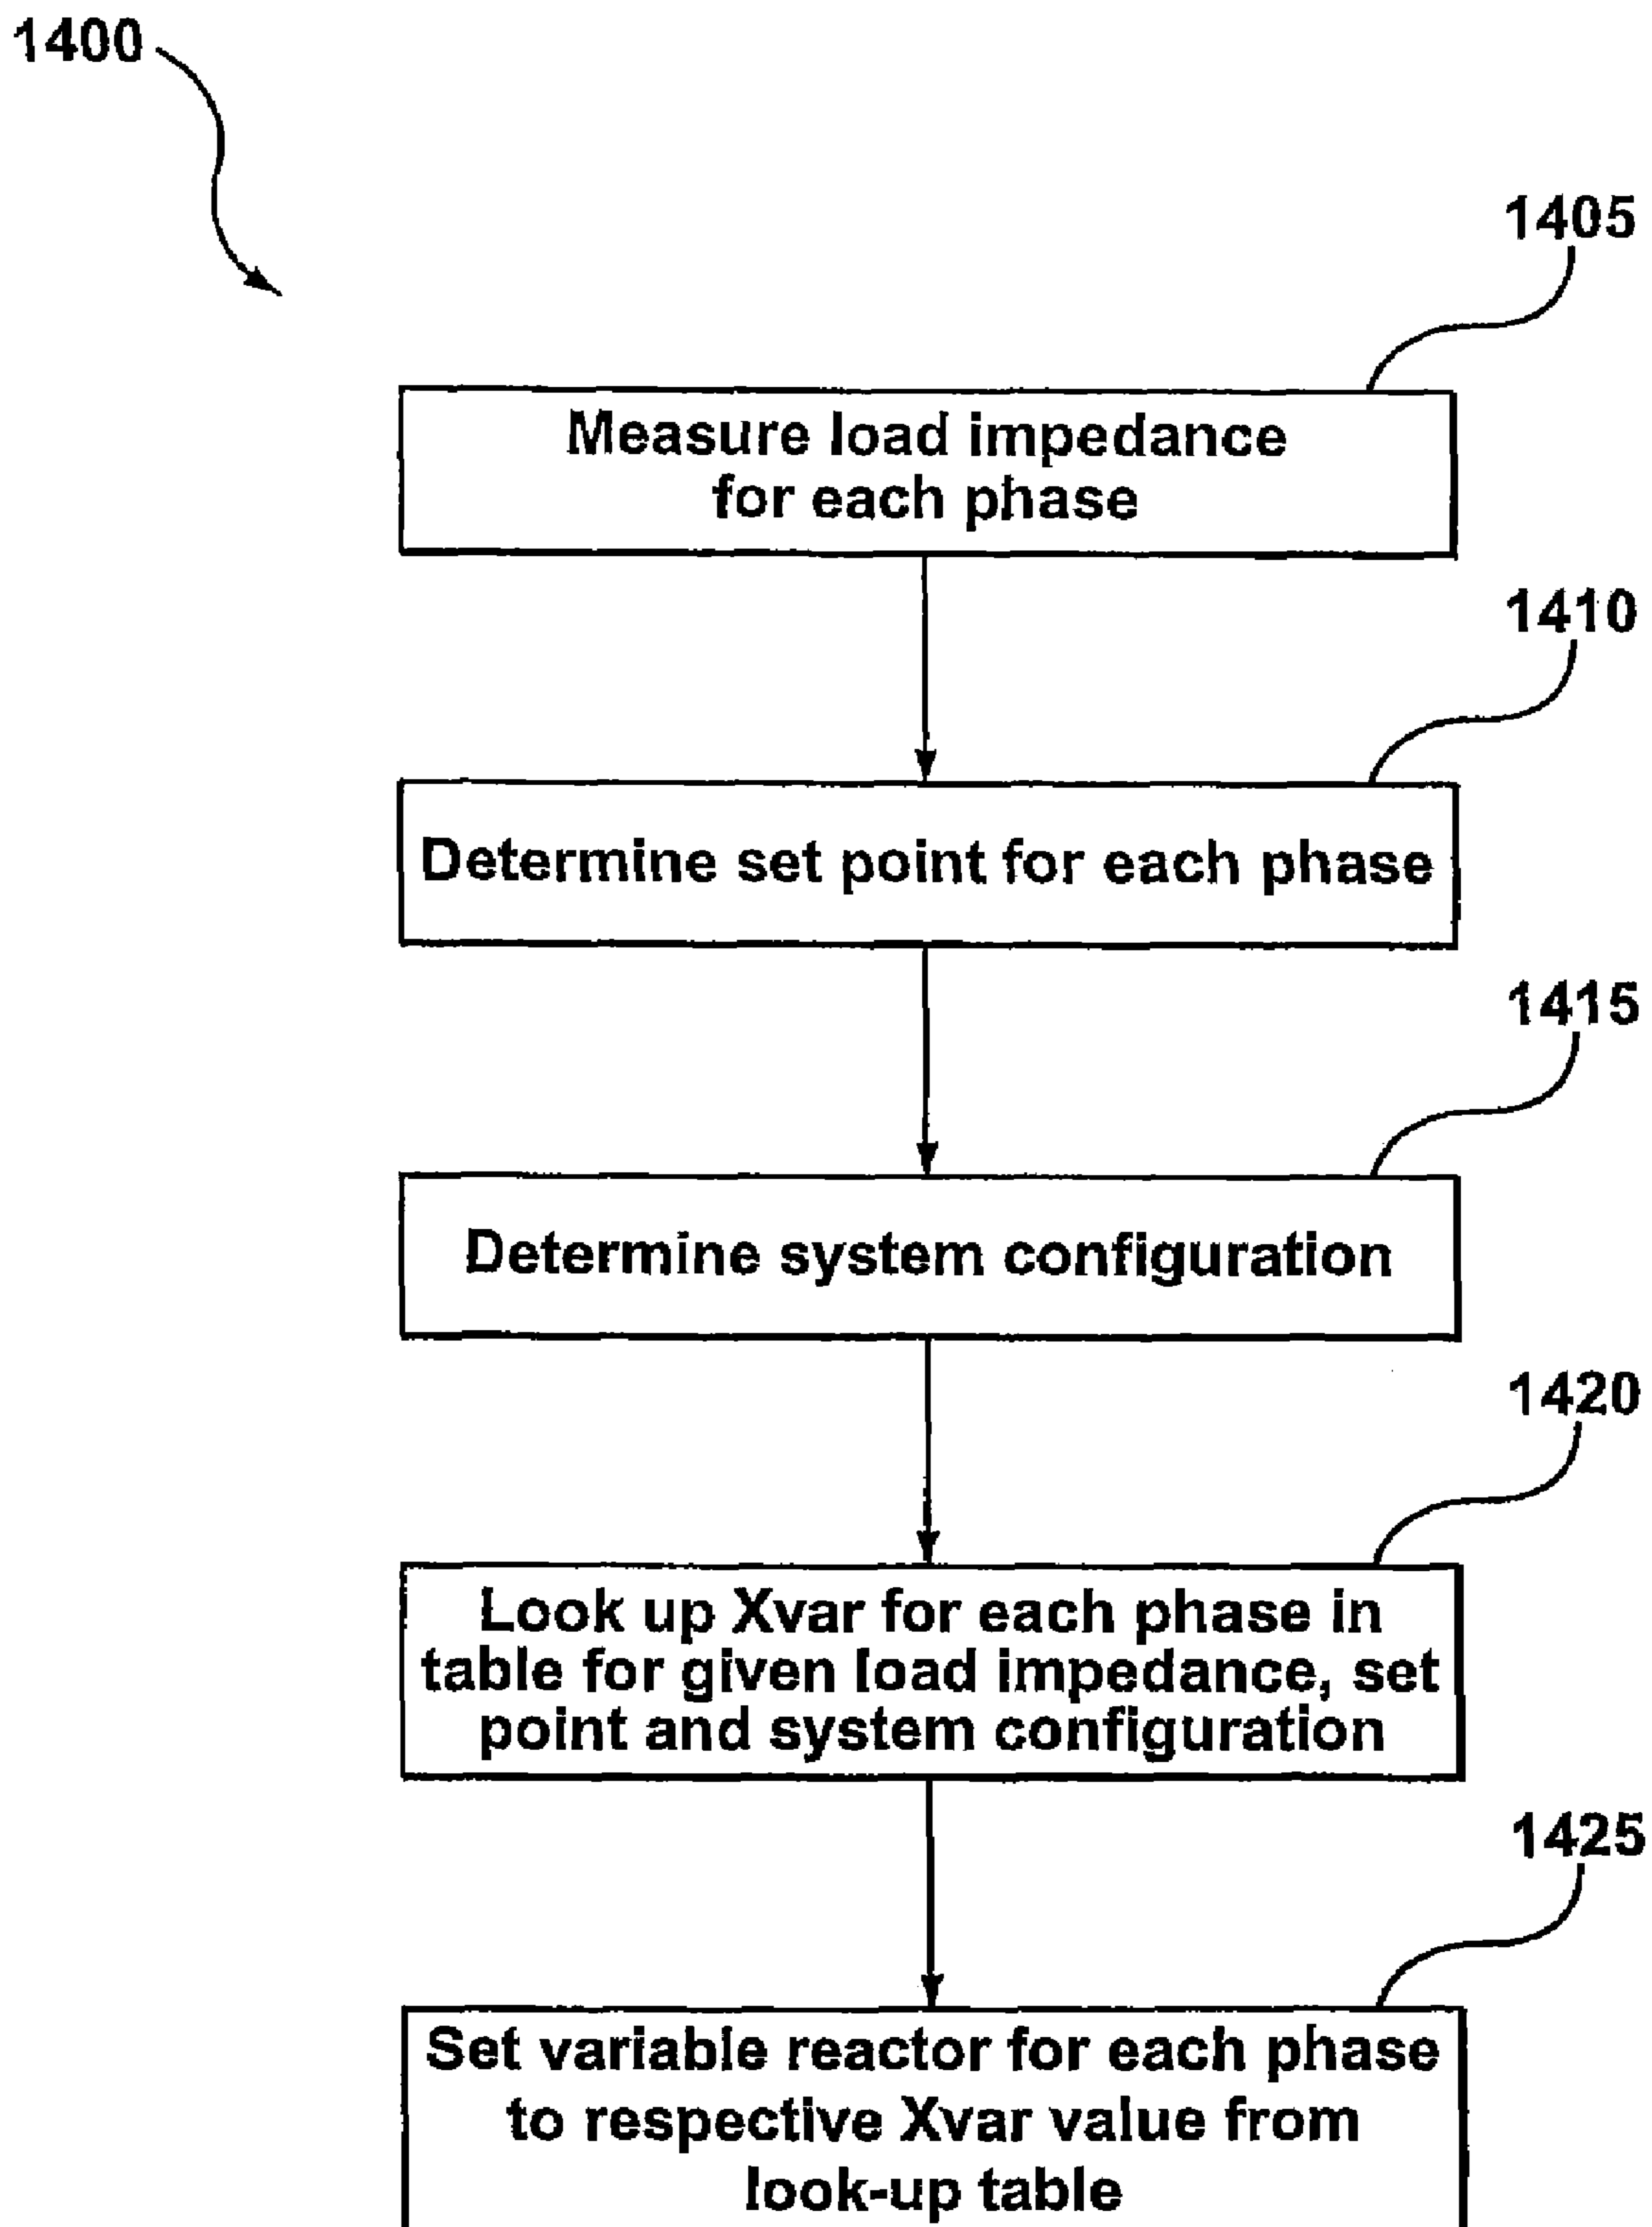 1400
1405
Measure load impedance
for each phase
1410
Determine set point for each phase
1415
Determine system configuration
1420
Look up Xvar for each phase in
table for given load impedance, set
point and system configuration
1425
Set variable reactor for each phase
to respective Xvar value from
look-up table